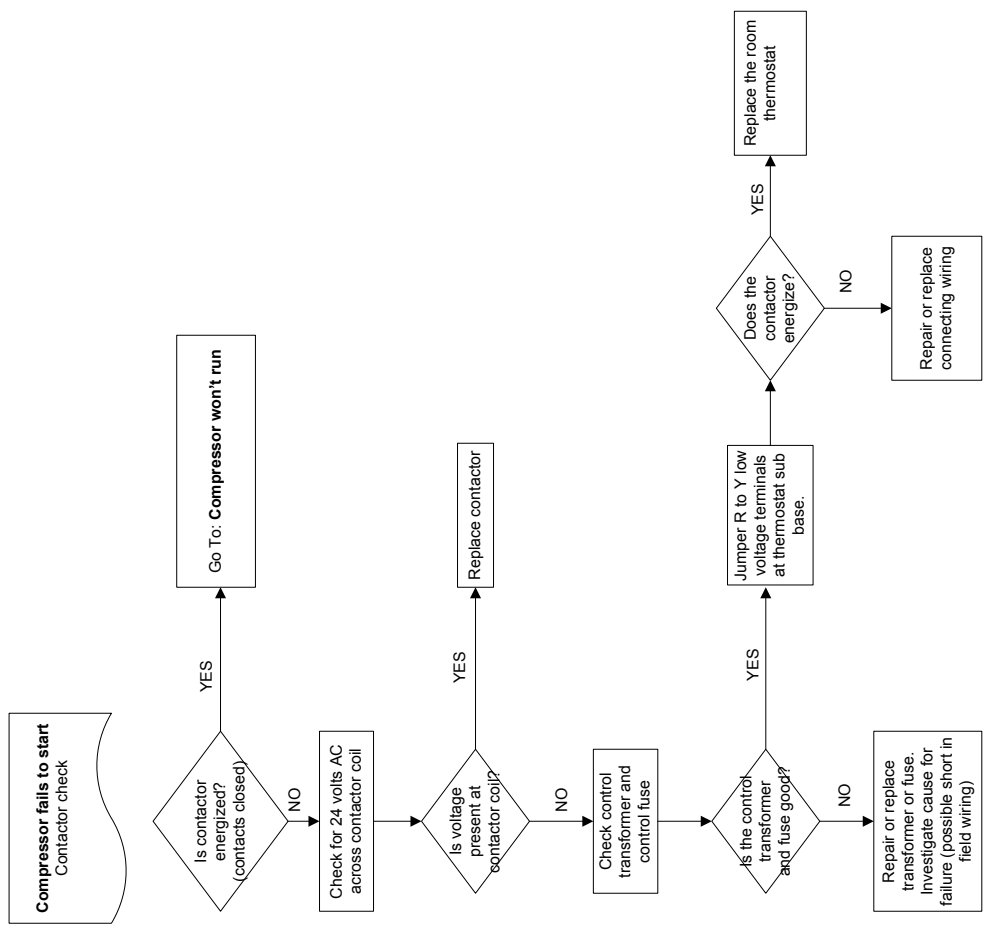 Compressor fails to start
Contactor check
Is contactor
energized?
(contacts closed)
YES
Go To: Compressor won't run
NO
Check for 24 volts AC
across contactor coil
Is voltage
present at
contactor coil?
YES
Replace contactor
NO
Check control
transformer and
control fuse
Is the control
transformer
and fuse good?
YES
Jumper R to Y low
voltage terminals
at thermostat sub
base.
Does the
contactor
energize?
YES
Replace the room
thermostat
NO
Repair or replace
connecting wiring
NO
Repair or replace
transformer or fuse.
Investigate cause for
failure (possible short in
field wiring)